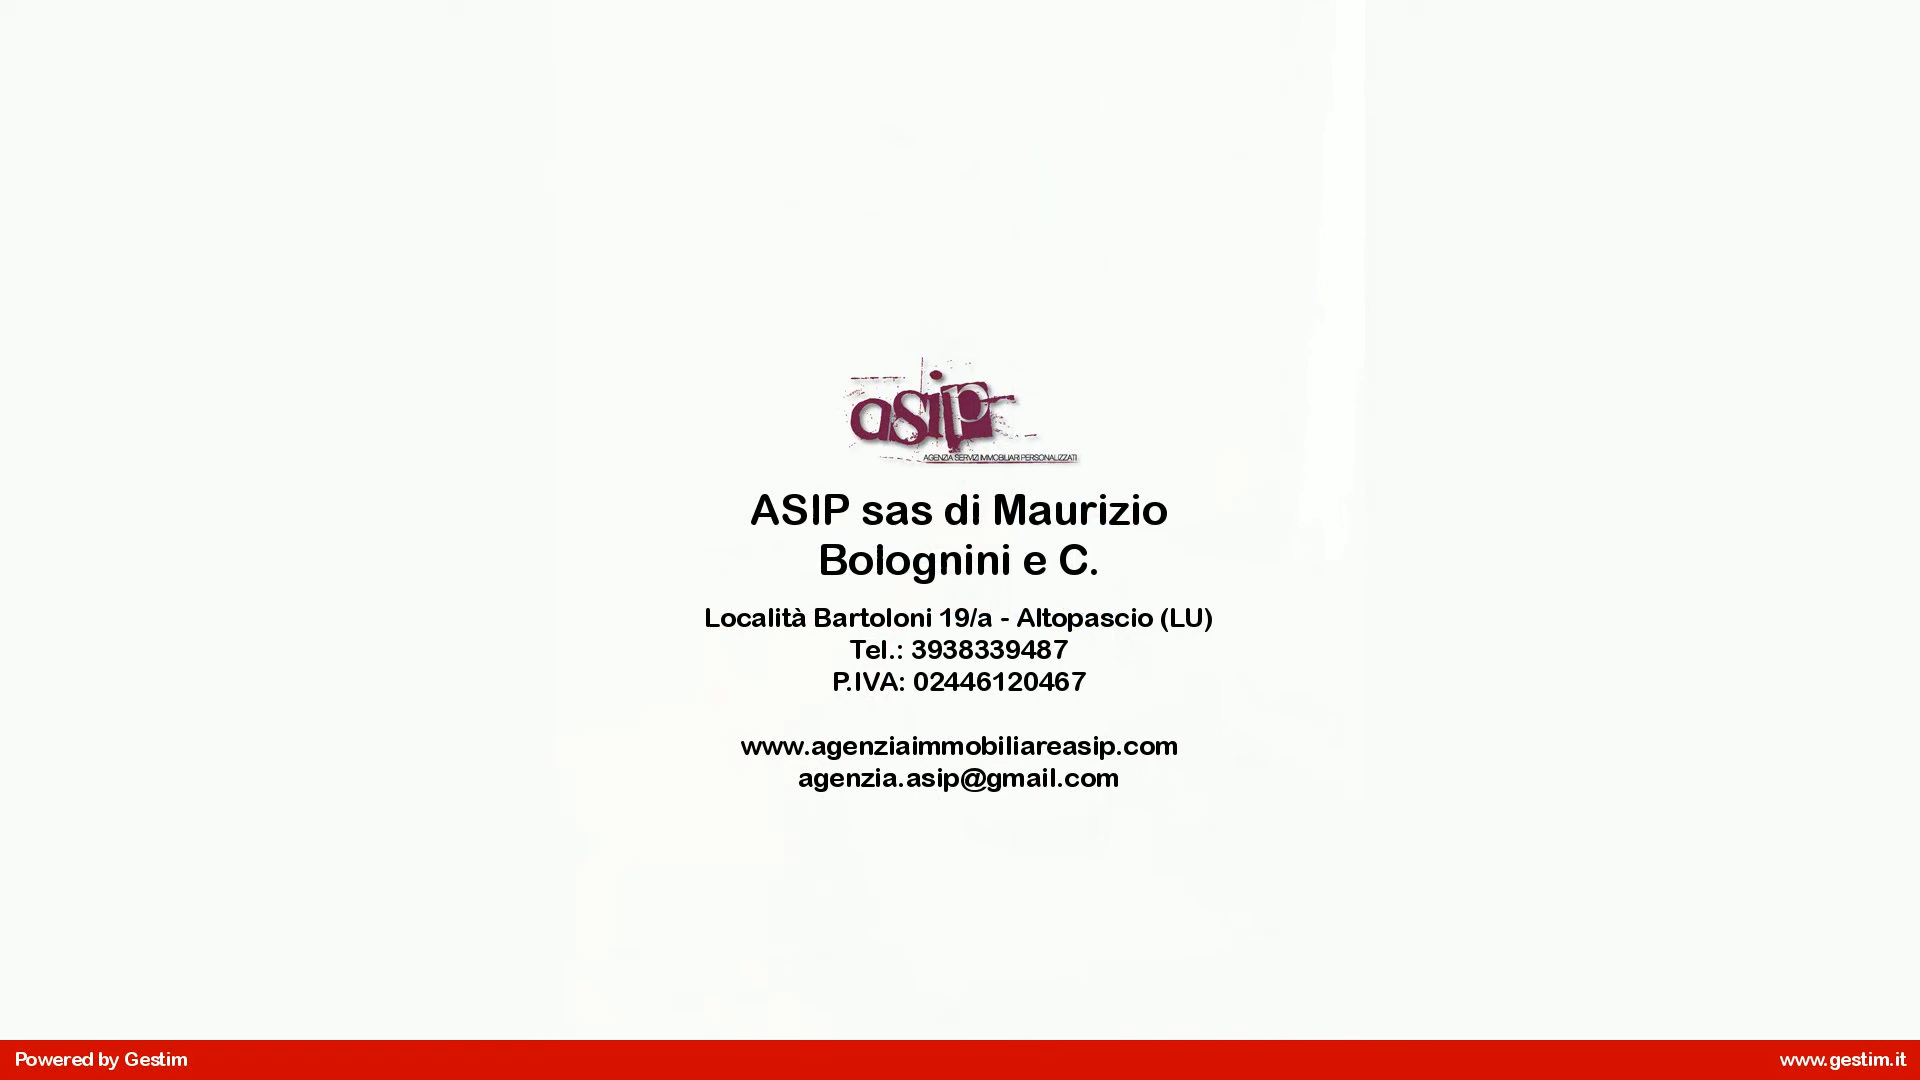 asip
AGENZIA SERVIZI IMMOBILIARI PERSONALIZZATI
ASIP sas di Maurizio
Bolognini e C.
Località Bartoloni 19/a - Altopascio (LU)
Tel.: 3938339487
P.IVA: 02446120467
www.agenziaimmobiliareasip.com
agenzia.asip@gmail.com
Powered by Gestim
www.gestim.it